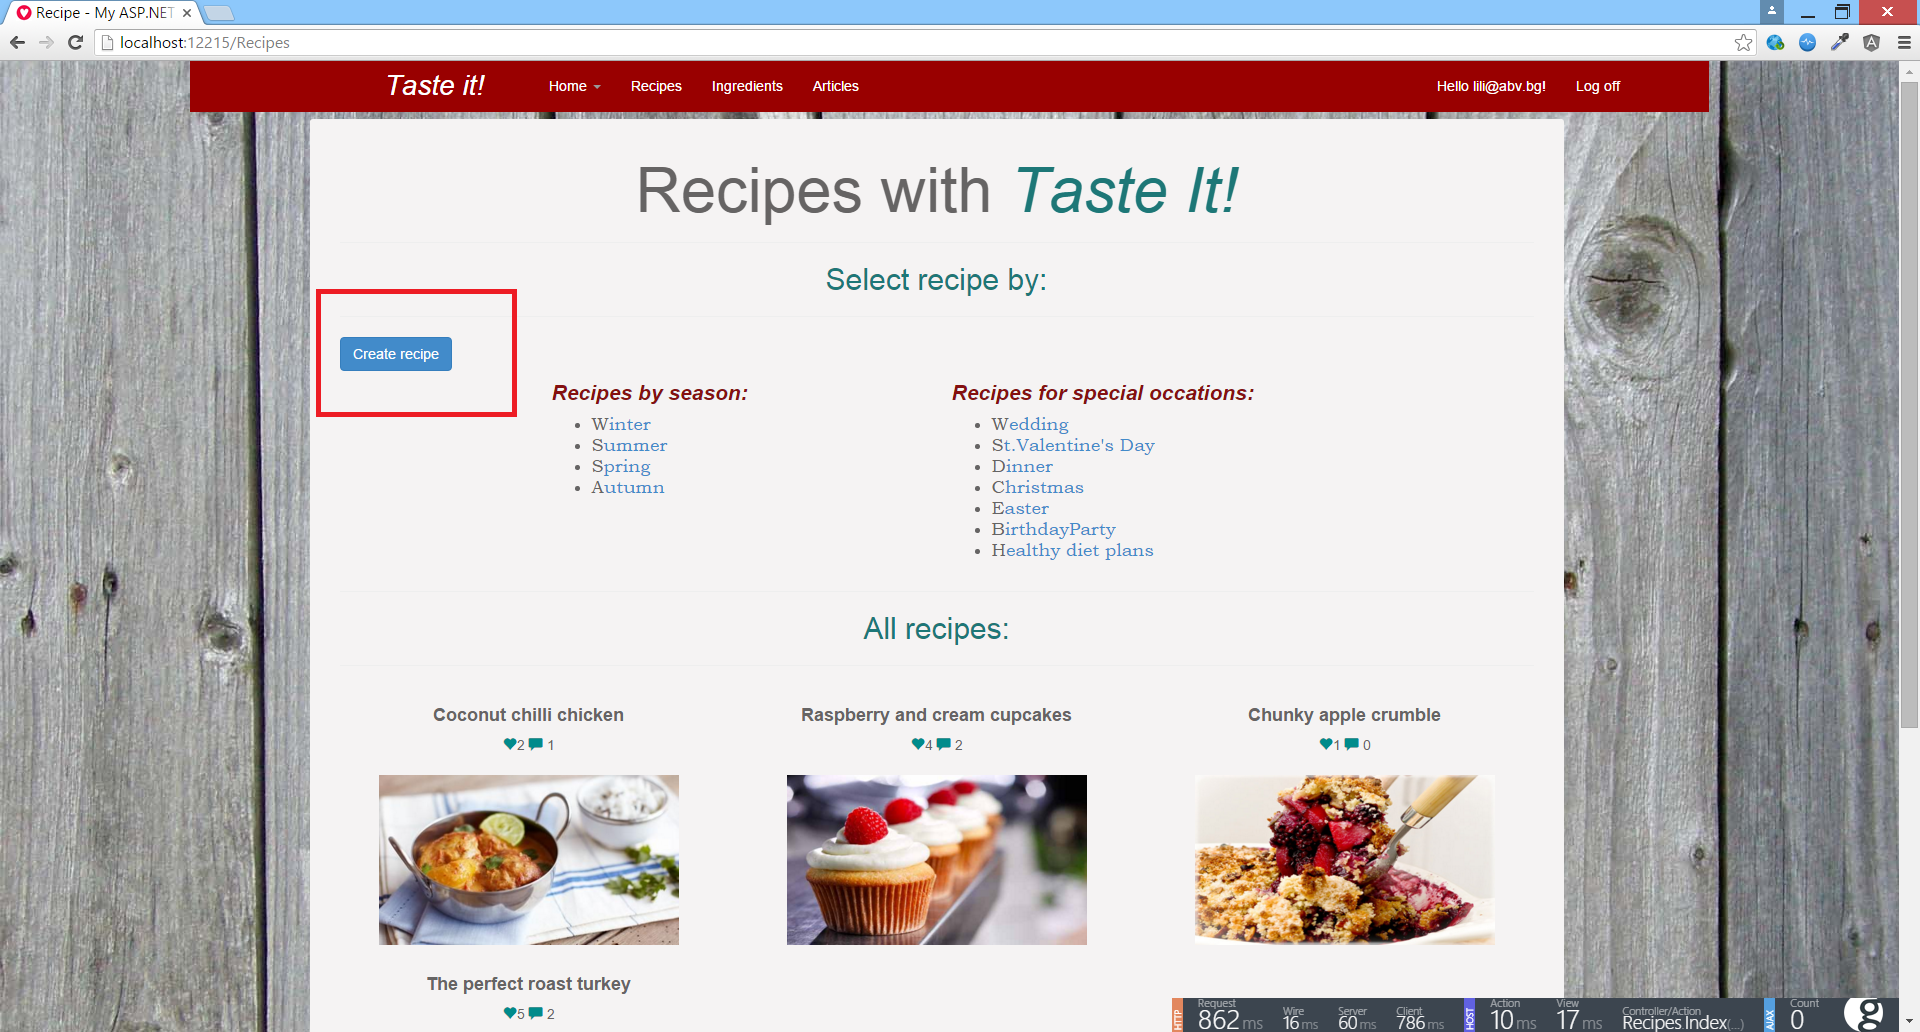 Recipe - My ASP.NET
localhost:12215/Recipes
Taste it!
Home
Recipes
Ingredients
Articles
Hello lili@abv.bg!
Log off
Recipes with Taste It!
Select recipe by:
Create recipe
Recipes by season:
Winter
Summer
Spring
Autumn
Recipes for special occations:
Wedding
St.Valentine's Day
Dinner
Christmas
Easter
BirthdayParty
Healthy diet plans
All recipes:
Coconut chilli chicken
2 1
Raspberry and cream cupcakes
4 2
Chunky apple crumble
1 0
The perfect roast turkey
5 2
HTTP
Request
862 ms
Wire
16 ms
Server
60 ms
Client
786 ms
HOST
Action
10 ms
View
17 ms
Controller/Action
Recipes.Index(...)
AJAX
Count
0
g